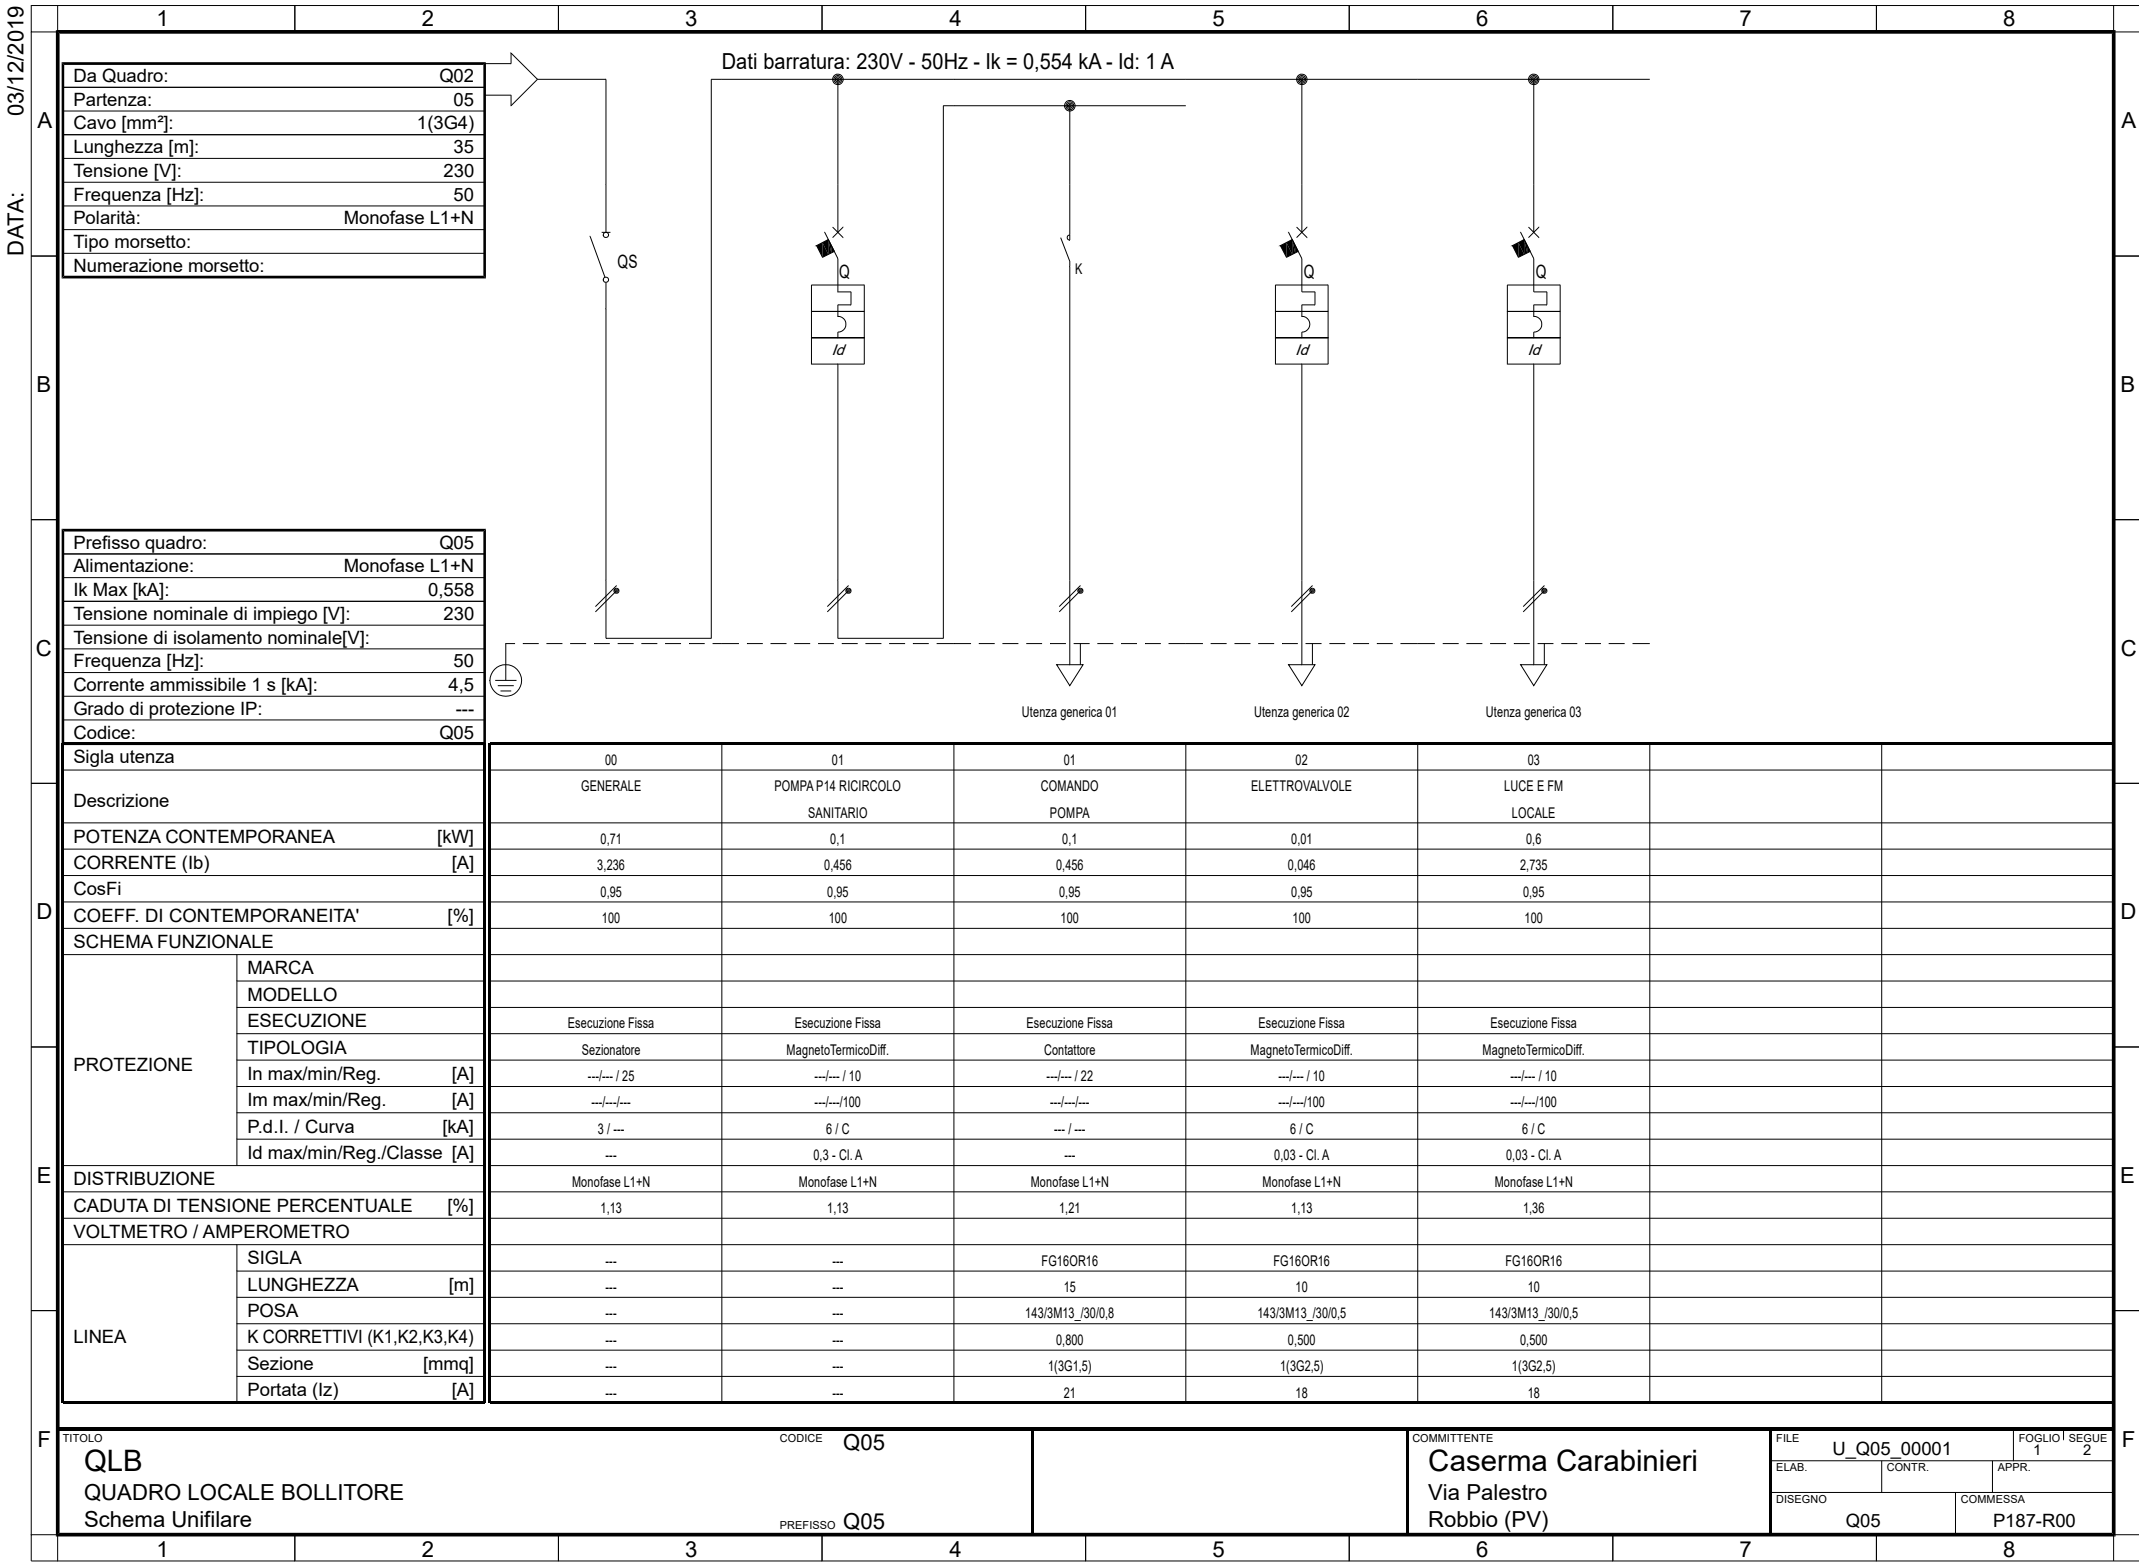 1 2 3 4 5 6 7 8
DATA: 03/12/2019
A A
B B
C C
D D
E E
F F
Dati barratura: 230V - 50Hz - Ik = 0,554 kA - Id: 1 A
Da Quadro: Q02
Partenza: 05
Cavo [mm²]: 1(3G4)
Lunghezza [m]: 35
Tensione [V]: 230
Frequenza [Hz]: 50
Polarità: Monofase L1+N
Tipo morsetto:
Numerazione morsetto:
QS Q K Q Q
Id Id Id
Prefisso quadro: Q05
Alimentazione: Monofase L1+N
Ik Max [kA]: 0,558
Tensione nominale di impiego [V]: 230
Tensione di isolamento nominale[V]:
Frequenza [Hz]: 50
Corrente ammissibile 1 s [kA]: 4,5
Grado di protezione IP: ---
Codice: Q05
Utenza generica 01 Utenza generica 02 Utenza generica 03
Sigla utenza 00 01 01 02 03
Descrizione GENERALE POMPA P14 RICIRCOLO SANITARIO COMANDO POMPA ELETTROVALVOLE LUCE E FM LOCALE
POTENZA CONTEMPORANEA [kW] 0,71 0,1 0,1 0,01 0,6
CORRENTE (Ib) [A] 3,236 0,456 0,456 0,046 2,735
CosFi 0,95 0,95 0,95 0,95 0,95
COEFF. DI CONTEMPORANEITA' [%] 100 100 100 100 100
SCHEMA FUNZIONALE
PROTEZIONE
MARCA
MODELLO
ESECUZIONE Esecuzione Fissa Esecuzione Fissa Esecuzione Fissa Esecuzione Fissa Esecuzione Fissa
TIPOLOGIA Sezionatore MagnetoTermicoDiff. Contattore MagnetoTermicoDiff. MagnetoTermicoDiff.
In max/min/Reg. [A] ---/--- / 25 ---/--- / 10 ---/--- / 22 ---/--- / 10 ---/--- / 10
Im max/min/Reg. [A] ---/---/--- ---/---/100 ---/---/--- ---/---/100 ---/---/100
P.d.I. / Curva [kA] 3 / --- 6 / C --- / --- 6 / C 6 / C
Id max/min/Reg./Classe [A] --- 0,3 - Cl. A --- 0,03 - Cl. A 0,03 - Cl. A
DISTRIBUZIONE Monofase L1+N Monofase L1+N Monofase L1+N Monofase L1+N Monofase L1+N
CADUTA DI TENSIONE PERCENTUALE [%] 1,13 1,13 1,21 1,13 1,36
VOLTMETRO / AMPEROMETRO
LINEA
SIGLA --- --- FG16OR16 FG16OR16 FG16OR16
LUNGHEZZA [m] --- --- 15 10 10
POSA --- --- 143/3M13_/30/0,8 143/3M13_/30/0,5 143/3M13_/30/0,5
K CORRETTIVI (K1,K2,K3,K4) --- --- 0,800 0,500 0,500
Sezione [mmq] --- --- 1(3G1,5) 1(3G2,5) 1(3G2,5)
Portata (Iz) [A] --- --- 21 18 18
TITOLO
QLB
QUADRO LOCALE BOLLITORE
Schema Unifilare
CODICE Q05
PREFISSO Q05
COMMITTENTE
Caserma Carabinieri
Via Palestro
Robbio (PV)
FILE U_Q05_00001
FOGLIO 1 SEGUE 2
ELAB. CONTR. APPR.
DISEGNO Q05
COMMESSA P187-R00
1 2 3 4 5 6 7 8